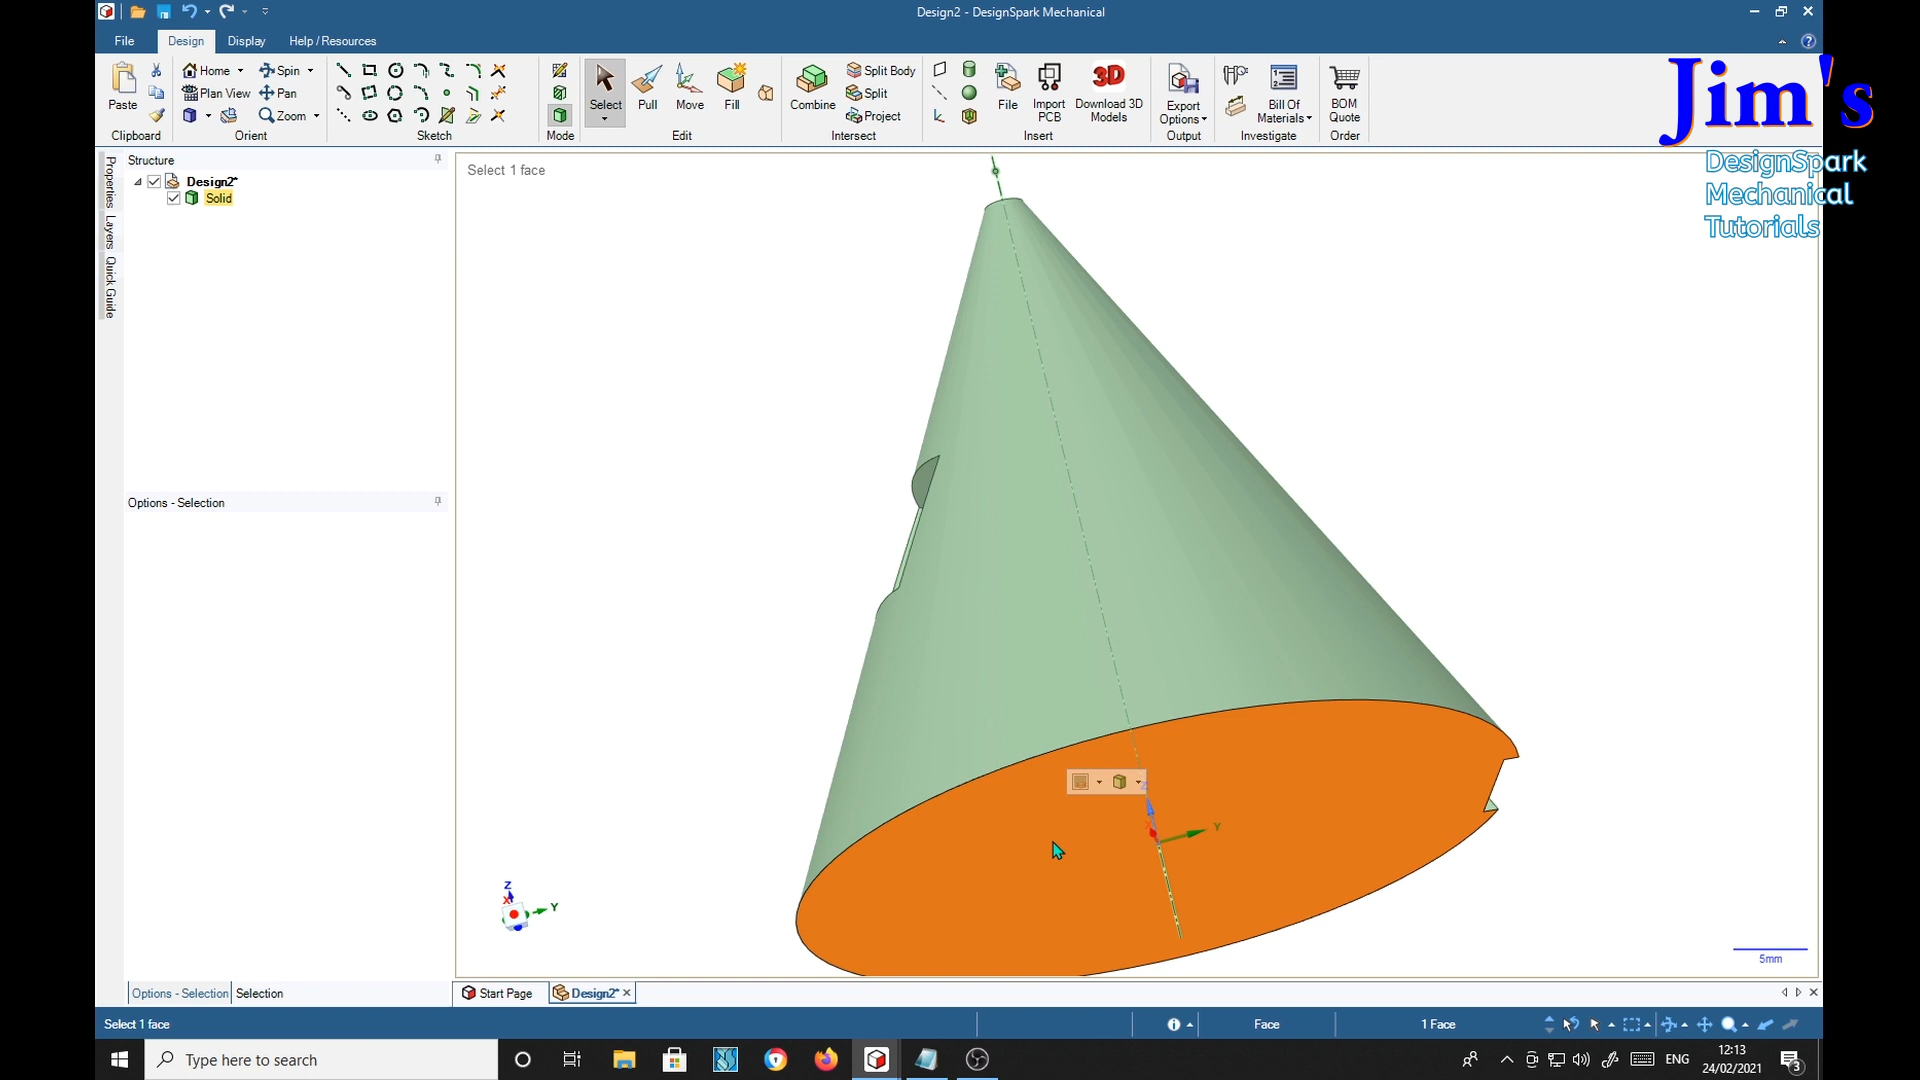 Design2 - DesignSpark Mechanical
File
Design
Display
Help/Resources
Paste
Clipboard
Home
Plan View
Spin
Pan
Zoom
Orient
Sketch
Mode
Select
Pull
Move
Fill
Edit
Combine
Split Body
Split
Project
Intersect
File
Import
PCB
Download 3D
Models
Insert
3D
Export
Options
Output
Bill Of
Materials
Investigate
BOM
Quote
Order
Jim's
DesignSpark
Mechanical
Tutorials
Structure
Design2*
Solid
Properties
Layers
Quick Guide
Select 1 face
Options - Selection
Z
Y
X
Z
Y
X
5mm
Options - Selection
Selection
Start Page
Design2*
Select 1 face
Face
1 Face
Type here to search
ENG
12:13
24/02/2021
3